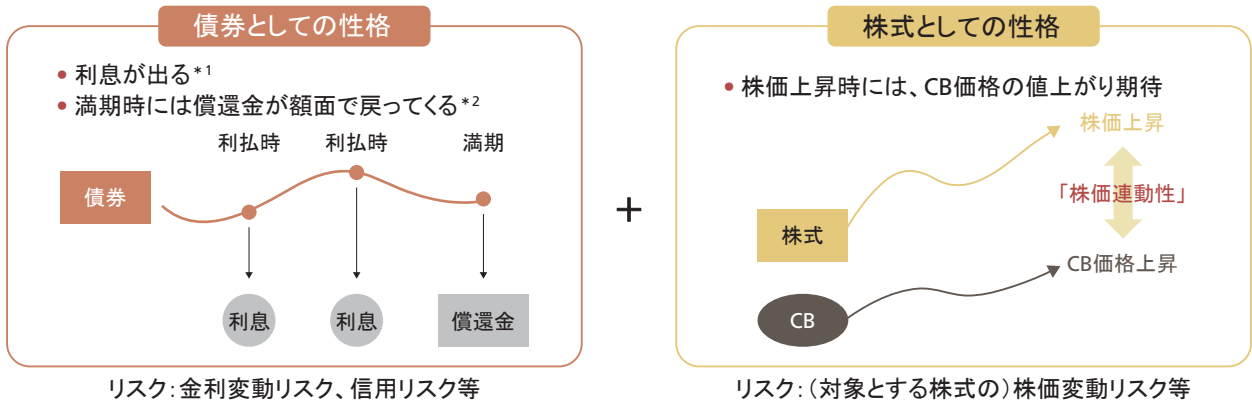 債券としての性格
• 利息が出る*1
• 満期時には償還金が額面で戻ってくる*2
利払時 利払時 満期
債券
利息 利息 償還金
リスク:金利変動リスク、信用リスク等
+
株式としての性格
• 株価上昇時には、CB価格の値上がり期待
株価上昇
「株価連動性」
株式
CB価格上昇
CB
リスク:(対象とする株式の)株価変動リスク等